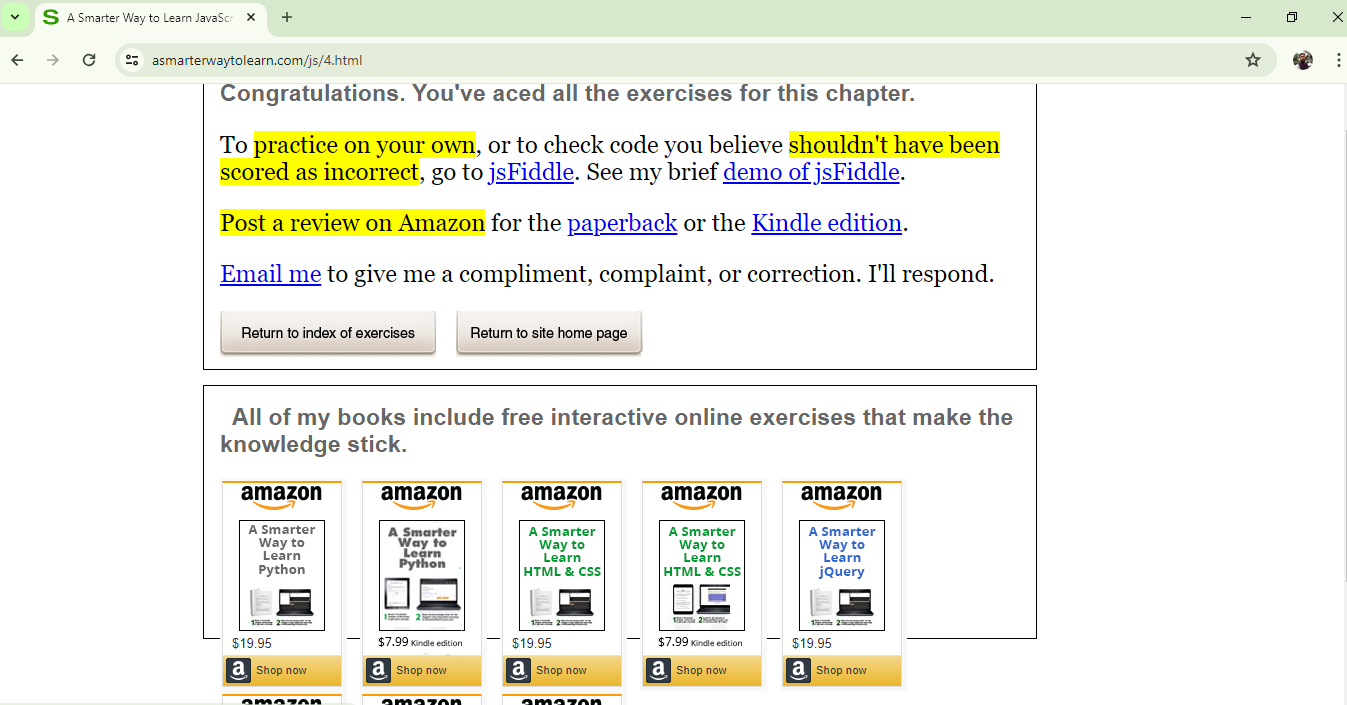 A Smarter Way to Learn JavaScr
asmarterwaytolearn.com/js/4.html
Congratulations. You've aced all the exercises for this chapter.
To practice on your own, or to check code you believe shouldn't have been
scored as incorrect, go to jsFiddle. See my brief demo of jsFiddle.
Post a review on Amazon for the paperback or the Kindle edition.
Email me to give me a compliment, complaint, or correction. I'll respond.
Return to index of exercises Return to site home page
All of my books include free interactive online exercises that make the
knowledge stick.
amazon amazon amazon amazon amazon
A Smarter
Way to
Learn
Python
A Smarter
Way to
Learn
Python
A Smarter
Way to
Learn
HTML & CSS
A Smarter
Way to
Learn
HTML & CSS
A Smarter
Way to
Learn
jQuery
$19.95 $7.99 Kindle edition $19.95 $7.99 Kindle edition $19.95
a Shop now a Shop now a Shop now a Shop now a Shop now
amazon amazon amazon